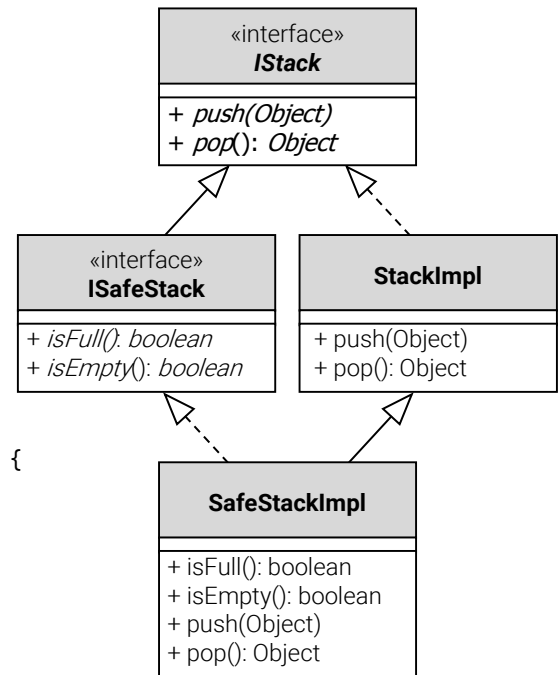 «interface»
IStack
+ push(Object)
+ pop(): Object
«interface»
ISafeStack
+ isFull(): boolean
+ isEmpty(): boolean
StackImpl
+ push(Object)
+ pop(): Object
{
SafeStackImpl
+ isFull(): boolean
+ isEmpty(): boolean
+ push(Object)
+ pop(): Object